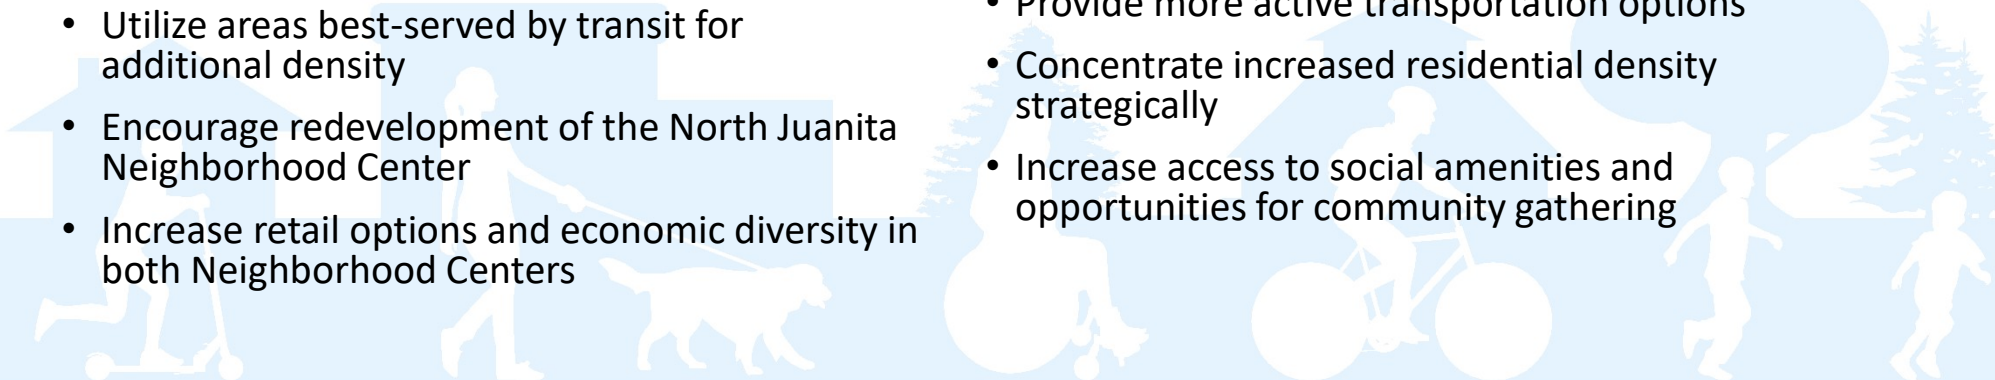 • Utilize areas best-served by transit for
additional density
• Encourage redevelopment of the North Juanita
Neighborhood Center
• Increase retail options and economic diversity in
both Neighborhood Centers
• Provide more active transportation options
• Concentrate increased residential density
strategically
• Increase access to social amenities and
opportunities for community gathering